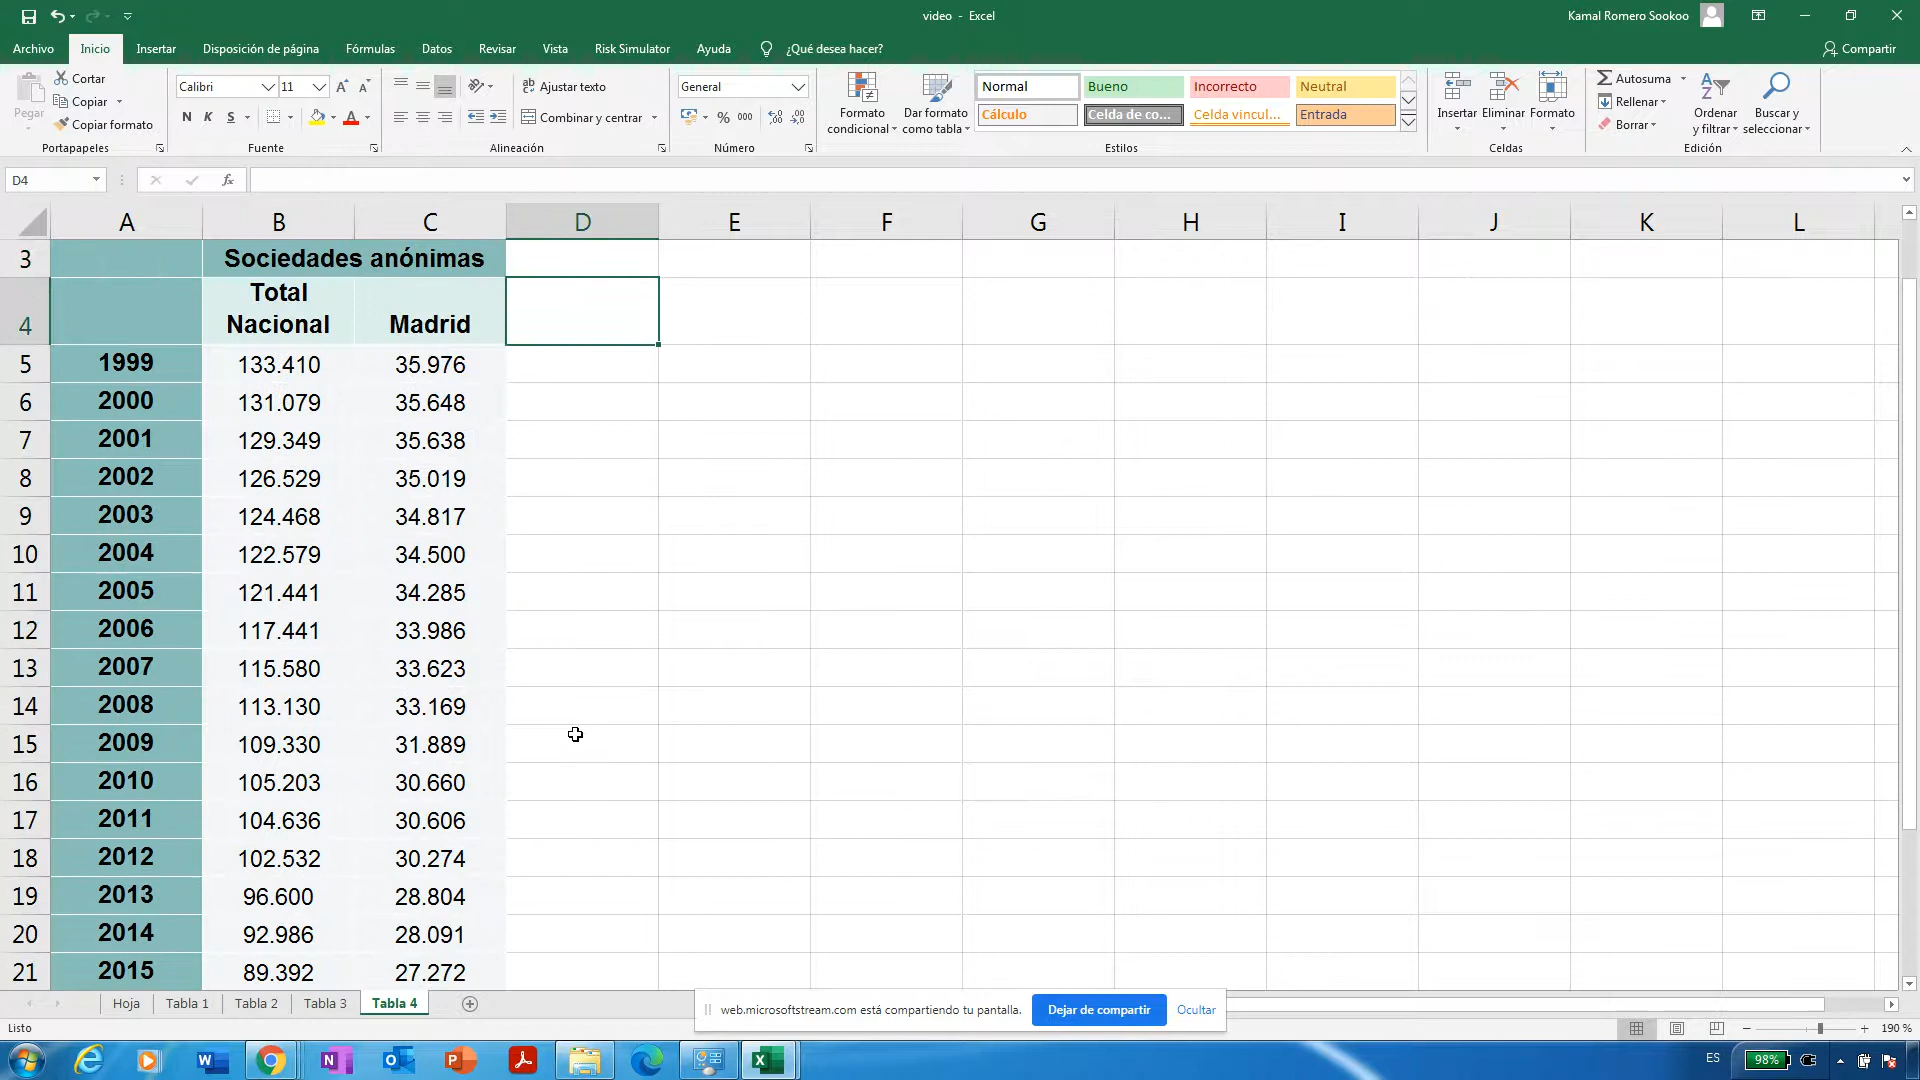 video - Excel
Kamal Romero Sookoo
Archivo Inicio Insertar Disposición de página Fórmulas Datos Revisar Vista Risk Simulator Ayuda ¿Qué desea hacer? Compartir
Pegar
Cortar
Copiar
Copiar formato
Portapapeles
Calibri 11
N K S
Fuente
Ajustar texto
Combinar y centrar
Alineación
General
% 000
Número
Formato condicional
Dar formato como tabla
Normal Bueno Incorrecto Neutral
Cálculo Celda de co... Celda vincul... Entrada
Estilos
Insertar Eliminar Formato
Celdas
Autosuma
Rellenar
Borrar
Ordenar y filtrar
Buscar y seleccionar
Edición
D4 fx
A B C D E F G H I J K L
3 Sociedades anónimas
4 Total Nacional Madrid
5 1999 133.410 35.976
6 2000 131.079 35.648
7 2001 129.349 35.638
8 2002 126.529 35.019
9 2003 124.468 34.817
10 2004 122.579 34.500
11 2005 121.441 34.285
12 2006 117.441 33.986
13 2007 115.580 33.623
14 2008 113.130 33.169
15 2009 109.330 31.889
16 2010 105.203 30.660
17 2011 104.636 30.606
18 2012 102.532 30.274
19 2013 96.600 28.804
20 2014 92.986 28.091
21 2015 89.392 27.272
Hoja Tabla 1 Tabla 2 Tabla 3 Tabla 4
web.microsoftstream.com está compartiendo tu pantalla. Dejar de compartir Ocultar
Listo
190 %
ES 98%